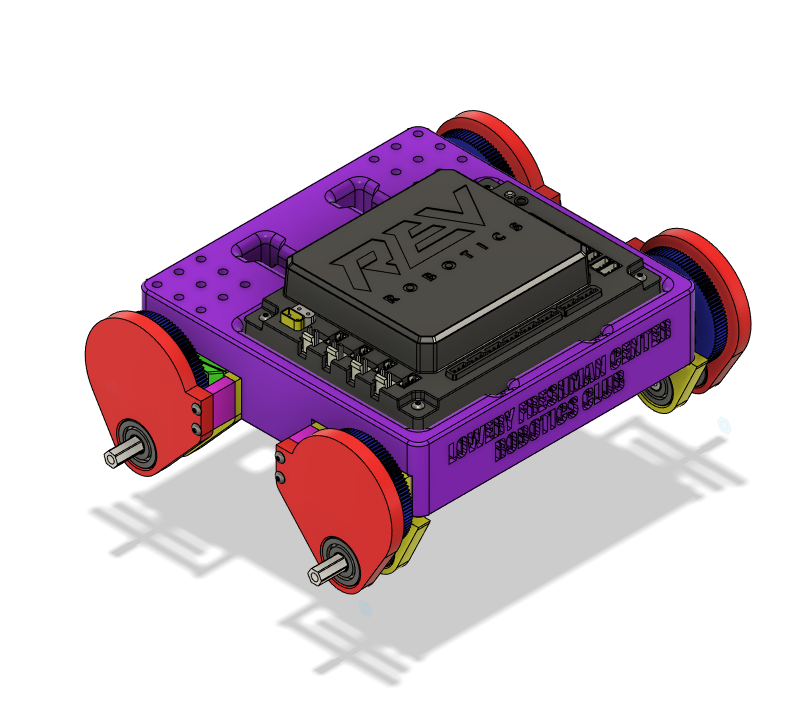 REV
ROBOTICS
LOWERY FRESHMAN CENTER
ROBOTICS CLUB